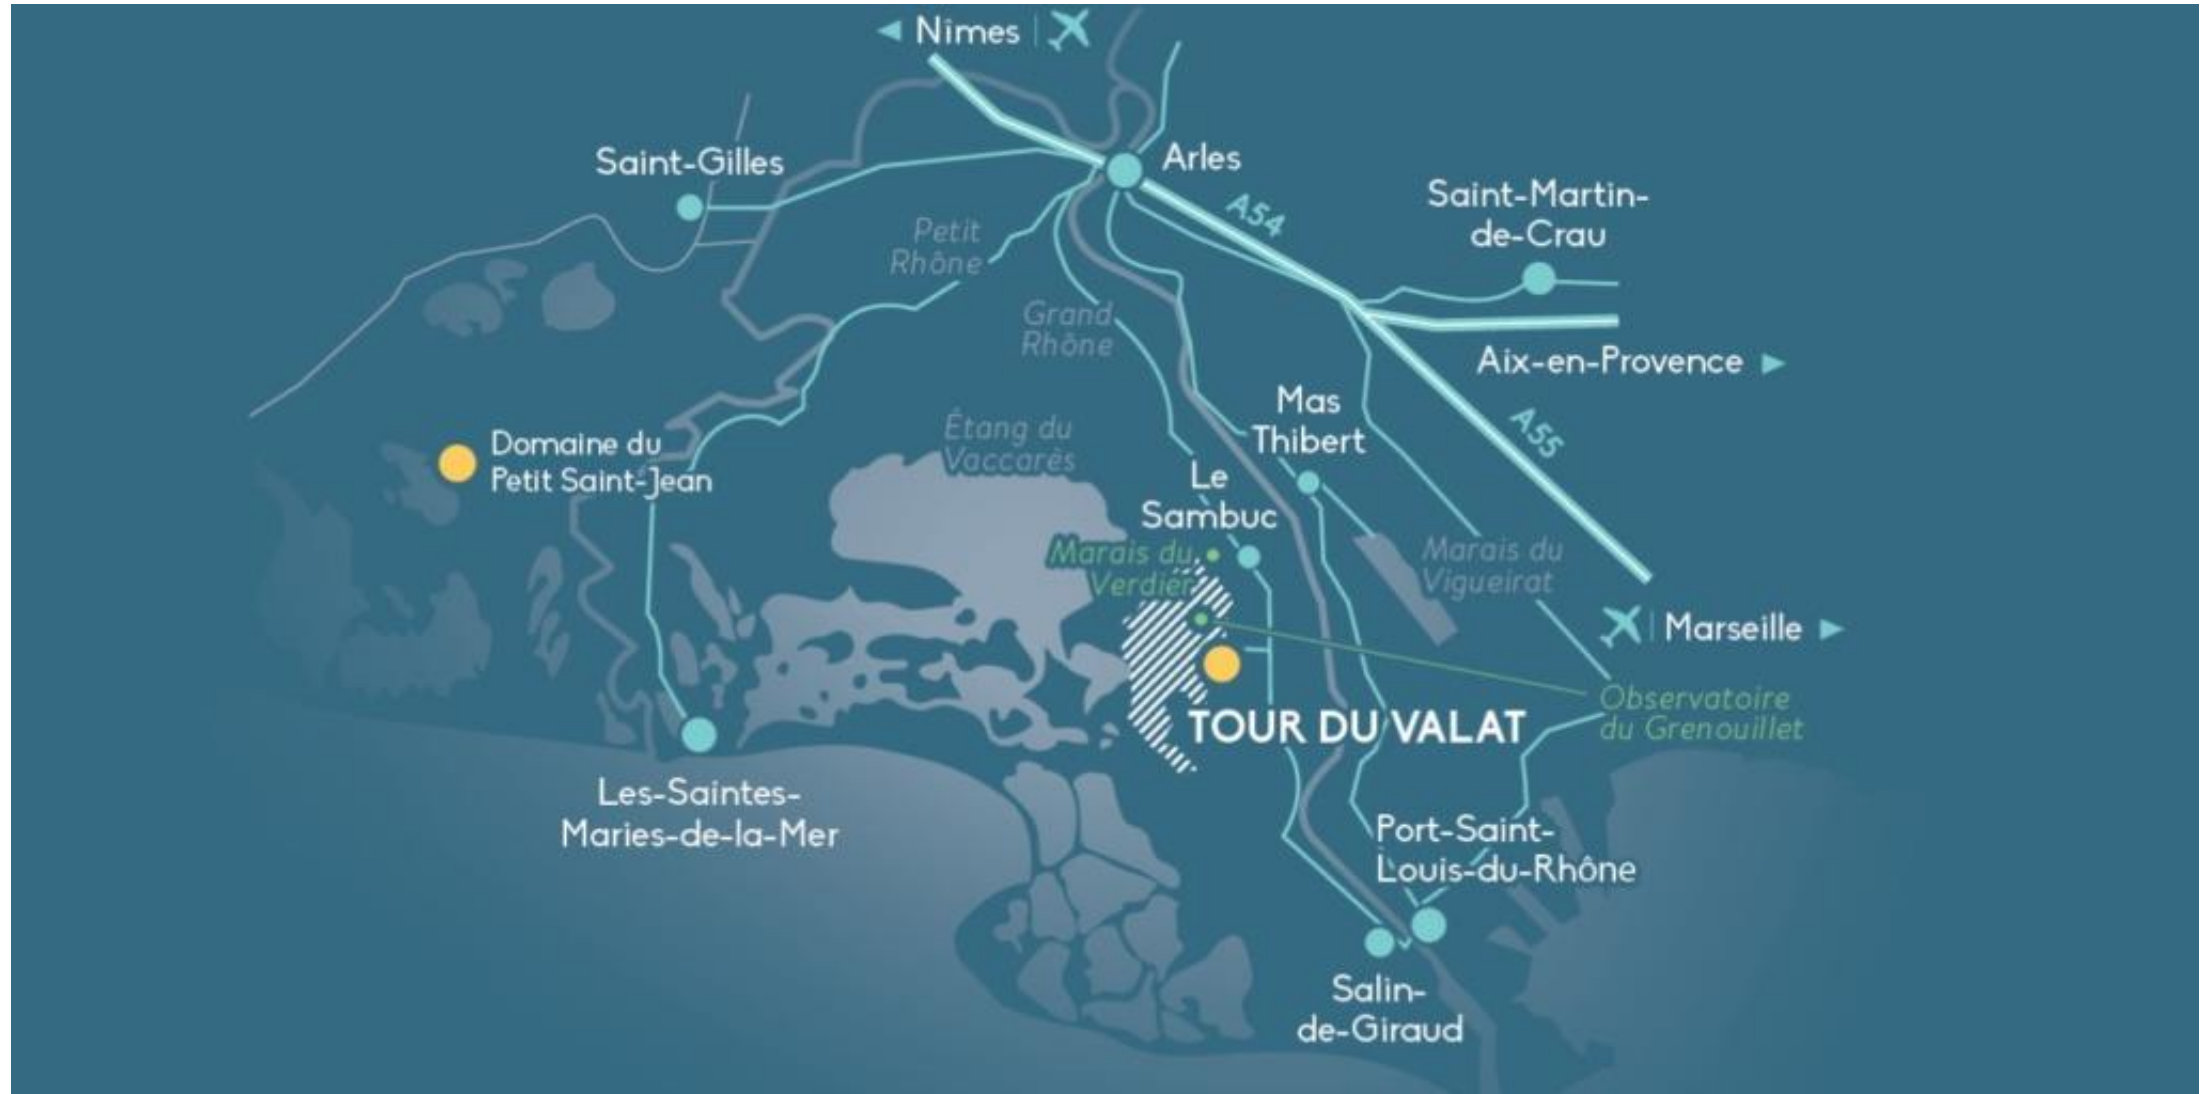 Nîmes
Arles
Saint-Gilles
A54
Saint-Martin-
de-Crau
Petit
Rhône
Grand
Rhône
Aix-en-Provence
A55
Mas
Thibert
Domaine du
Petit Saint-Jean
Étang du
Vaccarès
Le
Sambuc
Marais du
Verdier
Marais du
Vigueirat
Marseille
Observatoire
du Grenouillet
TOUR DU VALAT
Les-Saintes-
Maries-de-la-Mer
Port-Saint-
Louis-du-Rhône
Salin-
de-Giraud